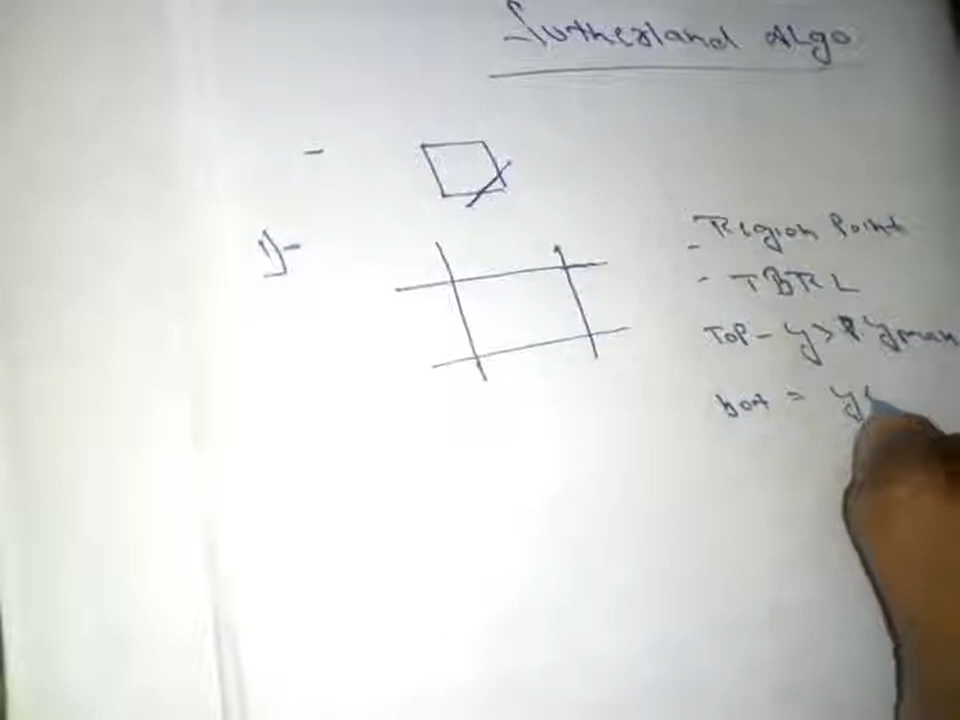 Sutherland Algo
1)-
- Region Point
- TBRL
TOP - y > ymax
bot = y<